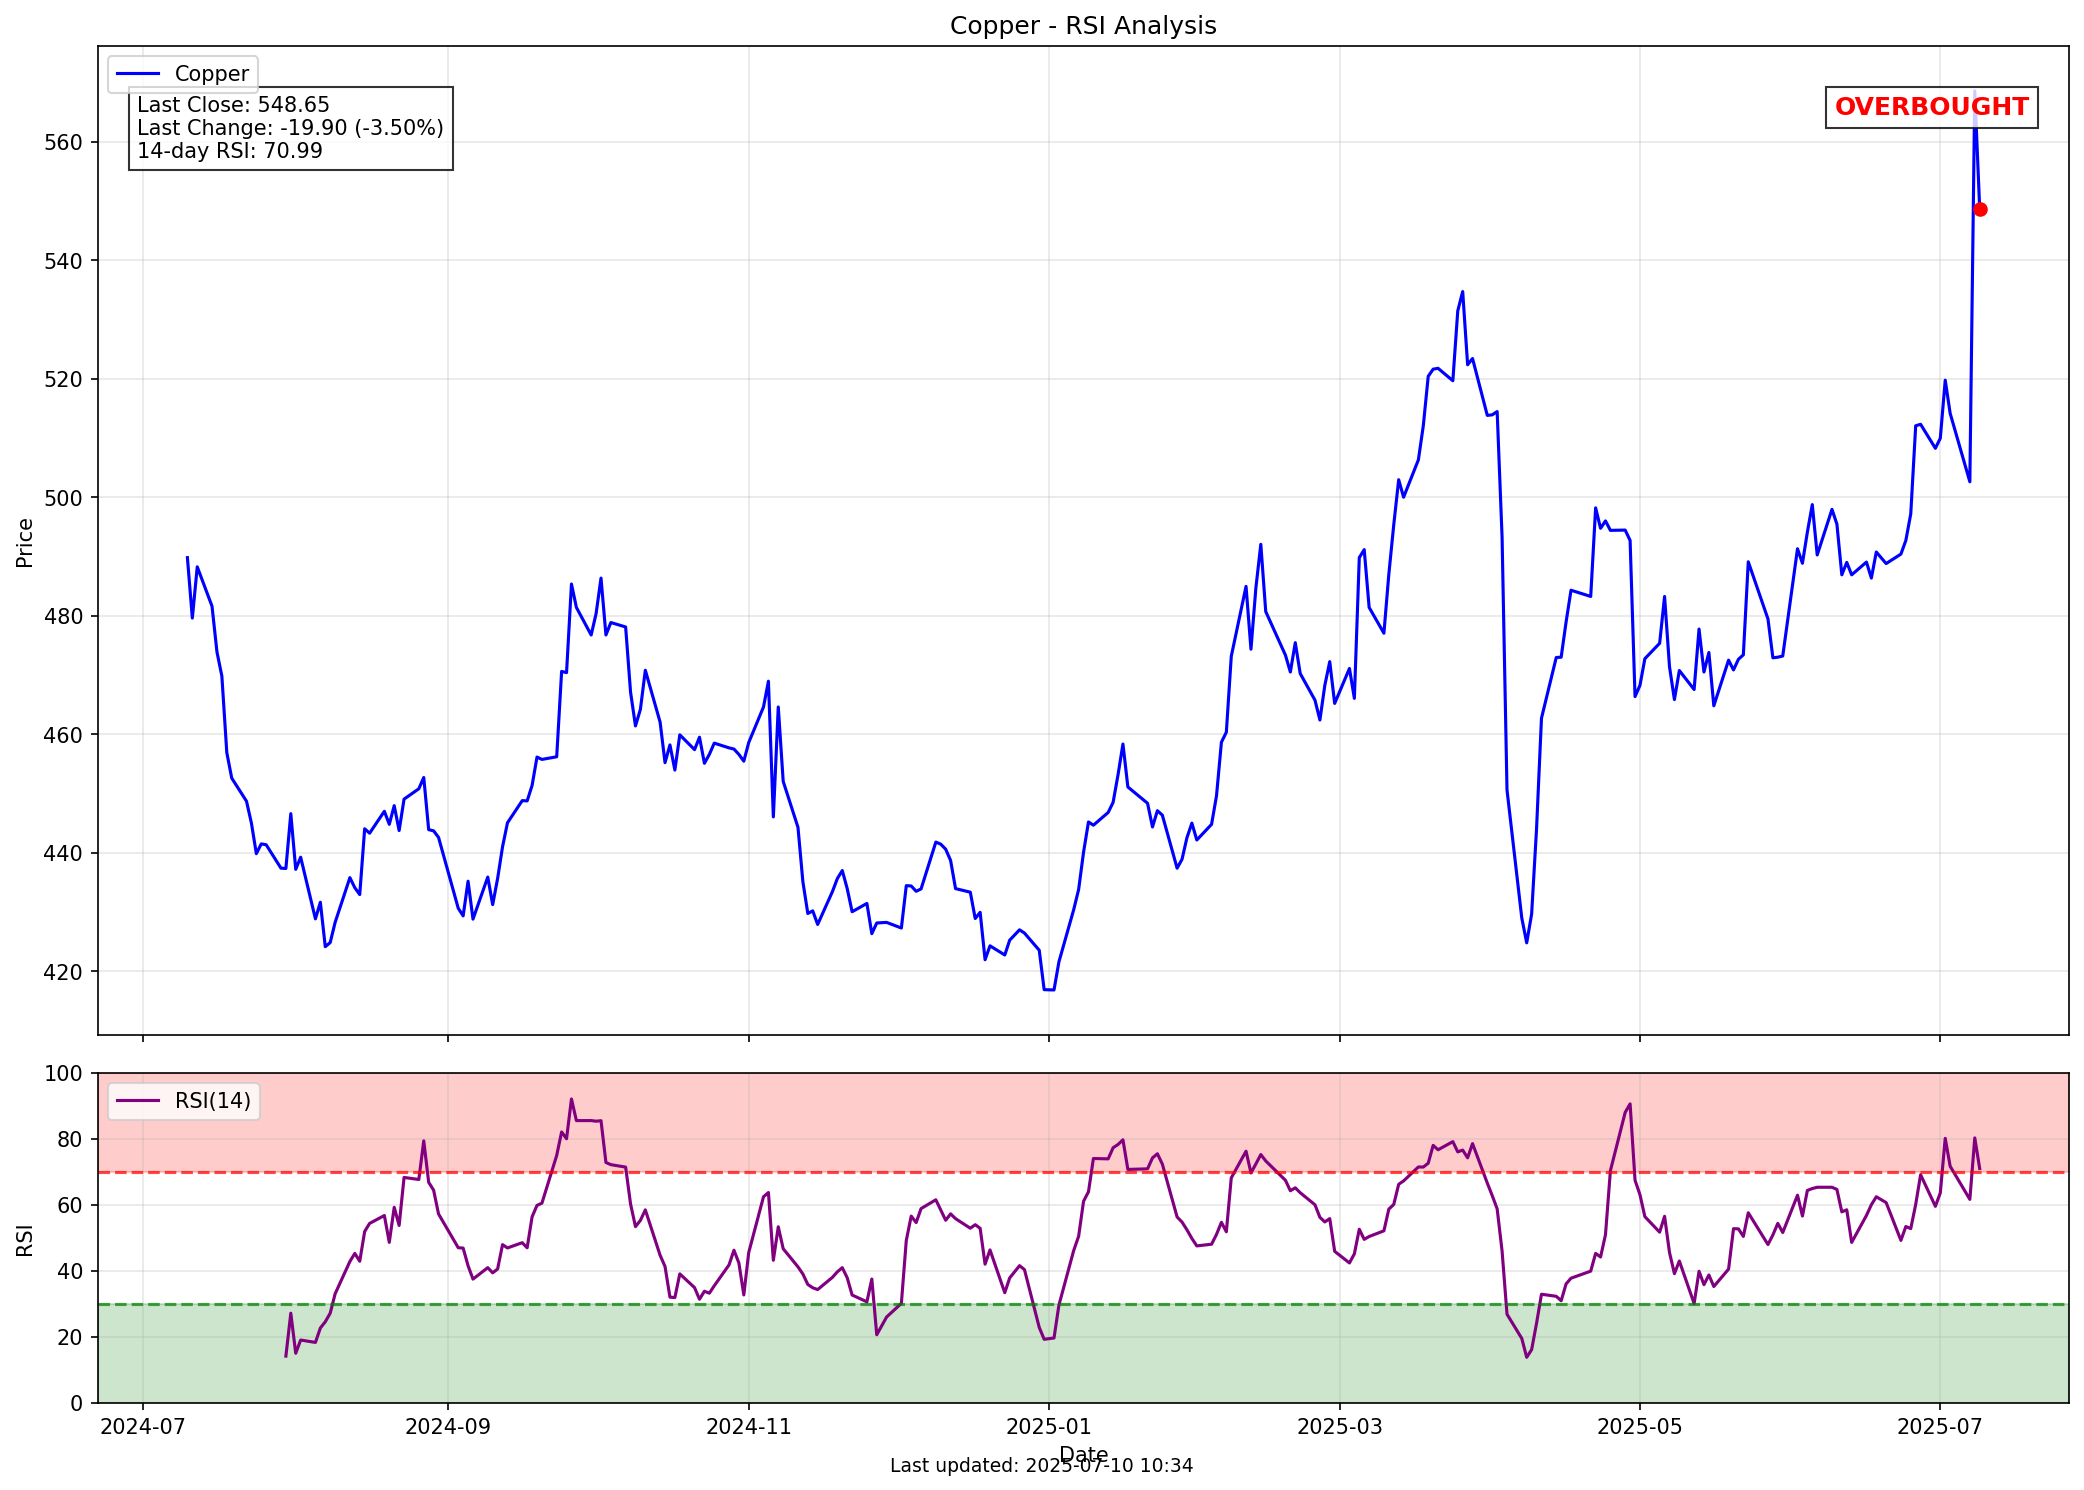 Copper - RSI Analysis
Copper
Last Close: 548.65
Last Change: -19.90 (-3.50%)
14-day RSI: 70.99
OVERBOUGHT
Price
560
540
520
500
480
460
440
420
RSI(14)
RSI
100
80
60
40
20
0
2024-07
2024-09
2024-11
2025-01
2025-03
2025-05
2025-07
Date
Last updated: 2025-07-10 10:34